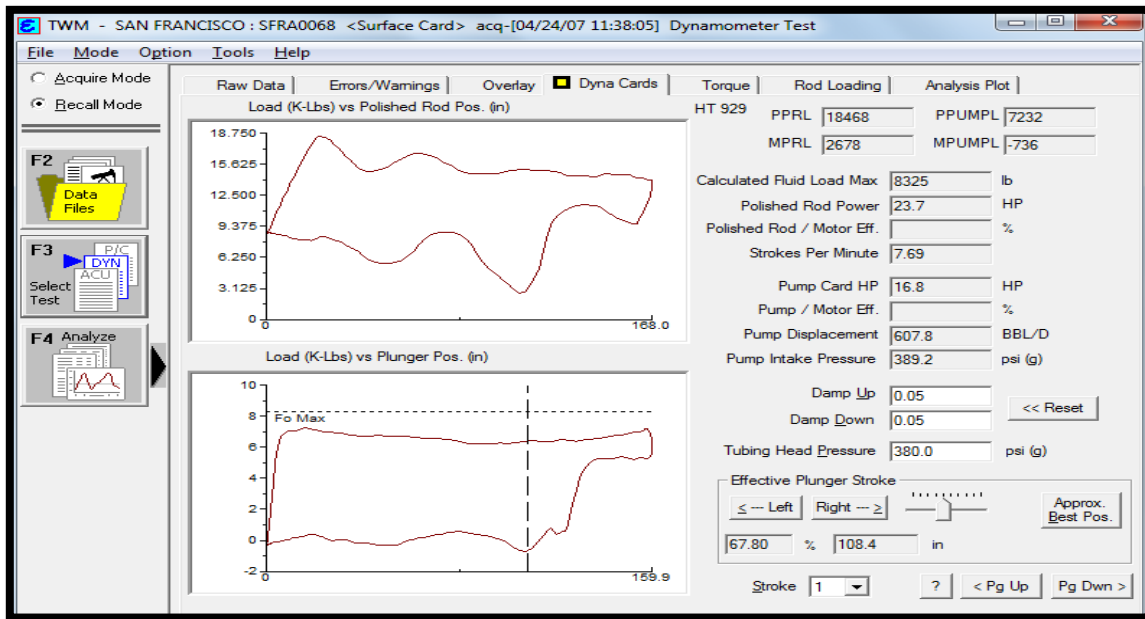 TWM - SAN FRANCISCO : SFRA0068 <Surface Card> acq-[04/24/07 11:38:05] Dynamometer Test
File Mode Option Tools Help
Acquire Mode
Recall Mode
F2
Data
Files
F3
P/C
DYN
ACU
Select
Test
F4 Analyze
Raw Data Errors/Warnings Overlay Dyna Cards Torque Rod Loading Analysis Plot
Load (K-Lbs) vs Polished Rod Pos. (in)
18.750
15.625
12.500
9.375
6.250
3.125
0
0 168.0
Load (K-Lbs) vs Plunger Pos. (in)
10
8
Fo Max
6
4
2
0
-2
0 159.9
HT 929 PPRL 18468 PPUMPL 7232
MPRL 2678 MPUMPL -736
Calculated Fluid Load Max 8325 lb
Polished Rod Power 23.7 HP
Polished Rod / Motor Eff. %
Strokes Per Minute 7.69
Pump Card HP 16.8 HP
Pump / Motor Eff. %
Pump Displacement 607.8 BBL/D
Pump Intake Pressure 389.2 psi (g)
Damp Up 0.05
Damp Down 0.05
<< Reset
Tubing Head Pressure 380.0 psi (g)
Effective Plunger Stroke
< --- Left Right --- >
Approx.
Best Pos.
67.80 % 108.4 in
Stroke 1 ? < Pg Up Pg Dwn >